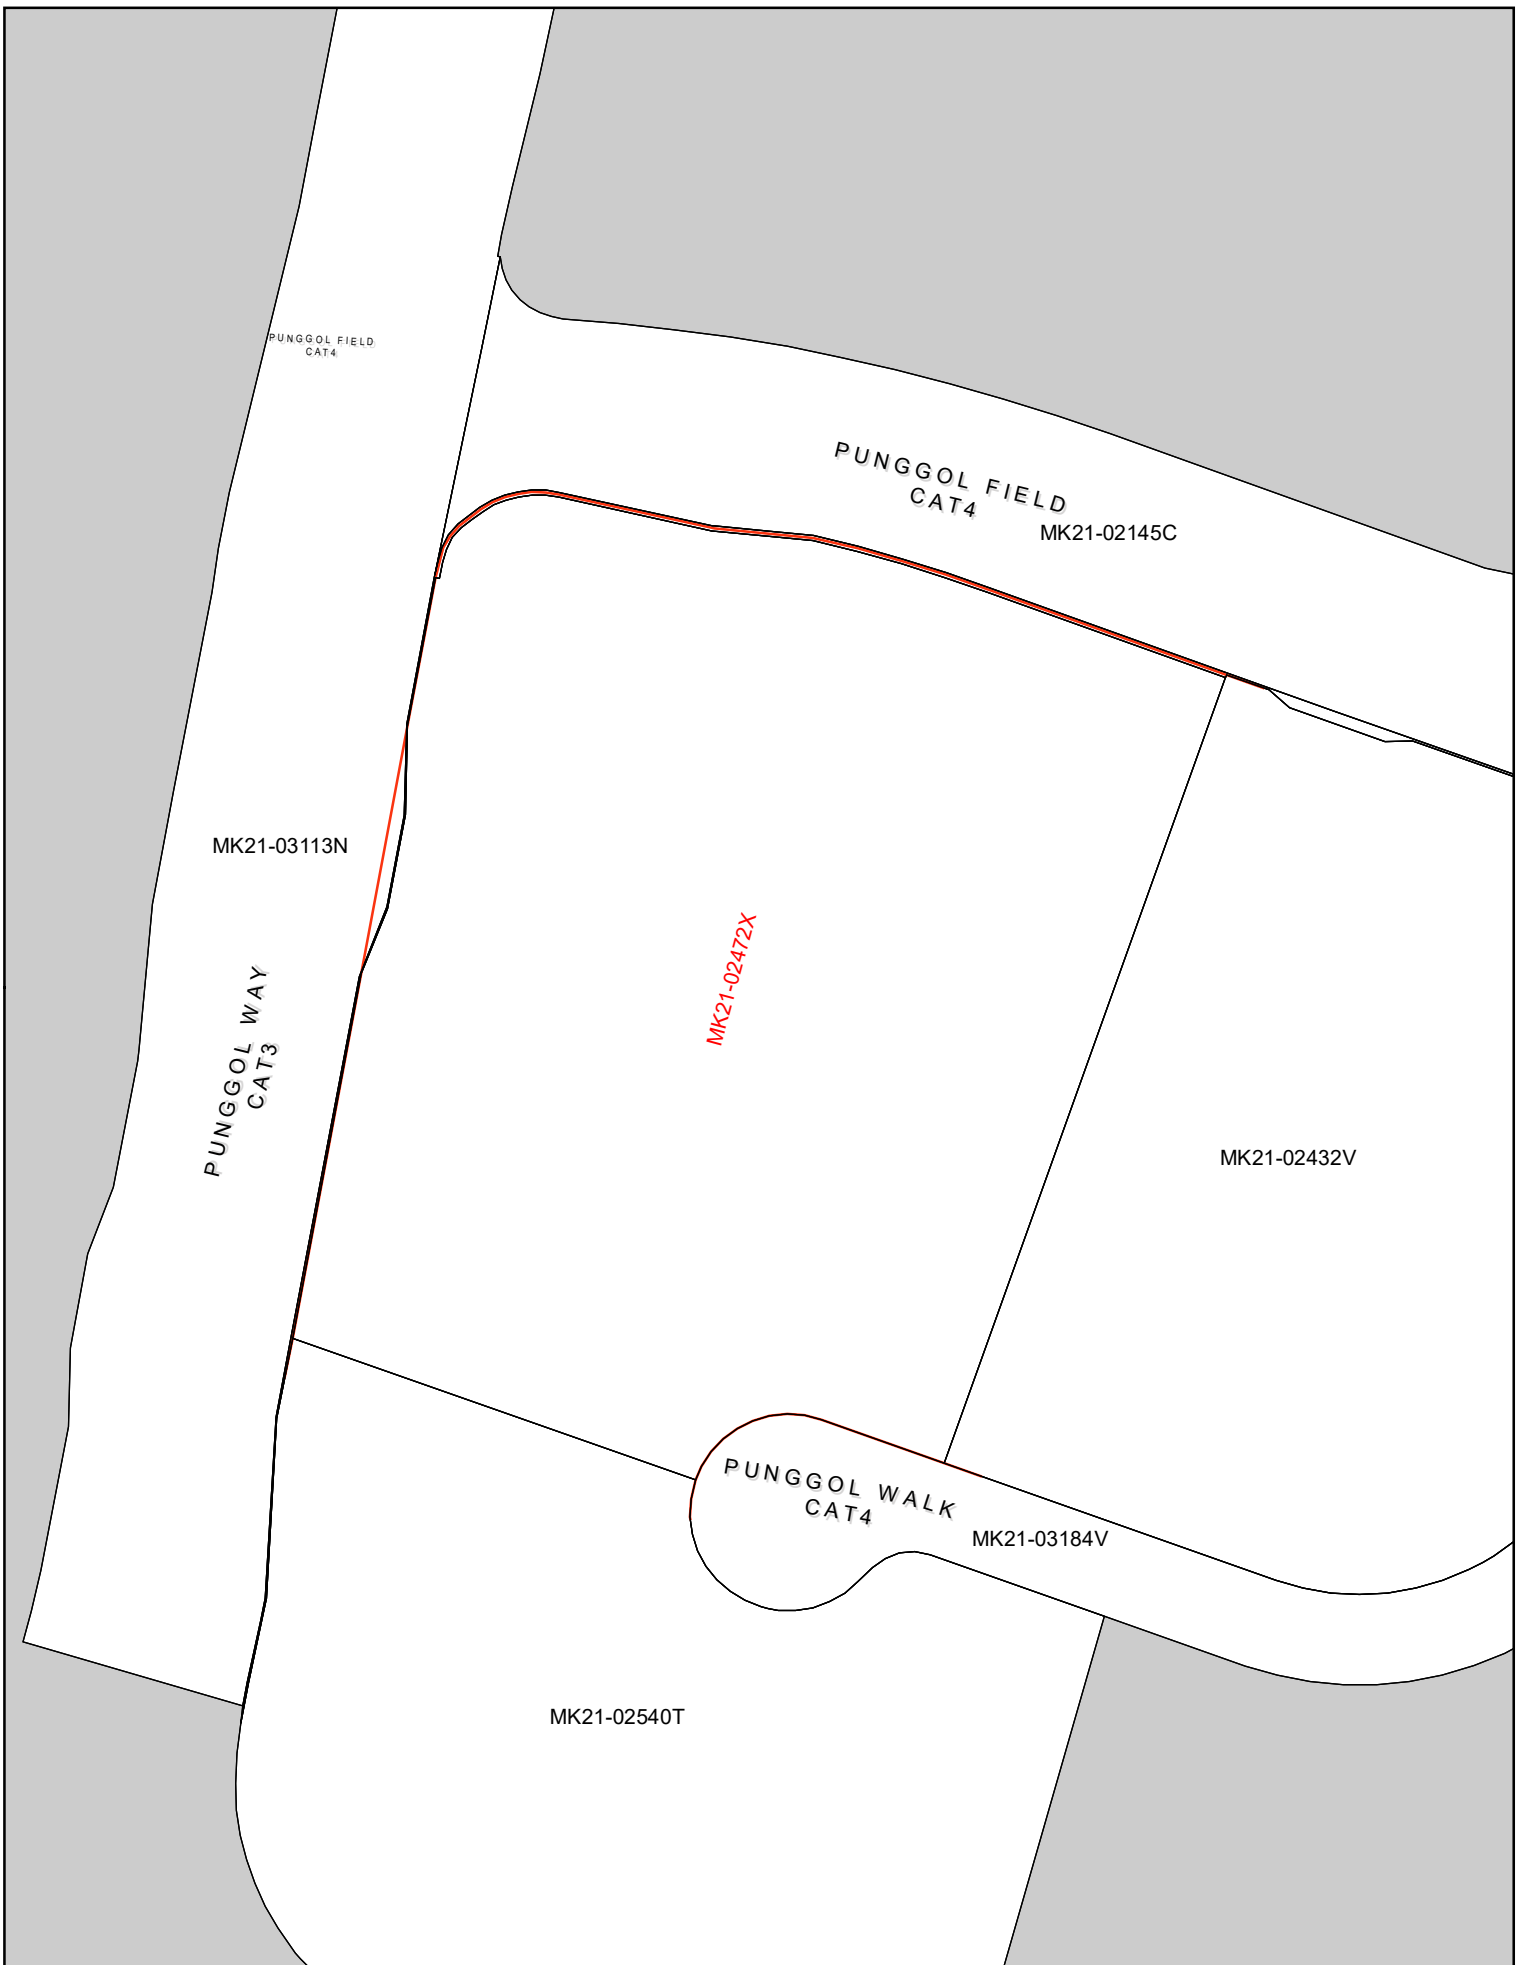 PUNGGOL FIELD
CAT4
PUNGGOL FIELD
CAT4
MK21-02145C
MK21-03113N
MK21-02472X
PUNGGOL WAY
CAT3
MK21-02432V
PUNGGOL WALK
CAT4
MK21-03184V
MK21-02540T